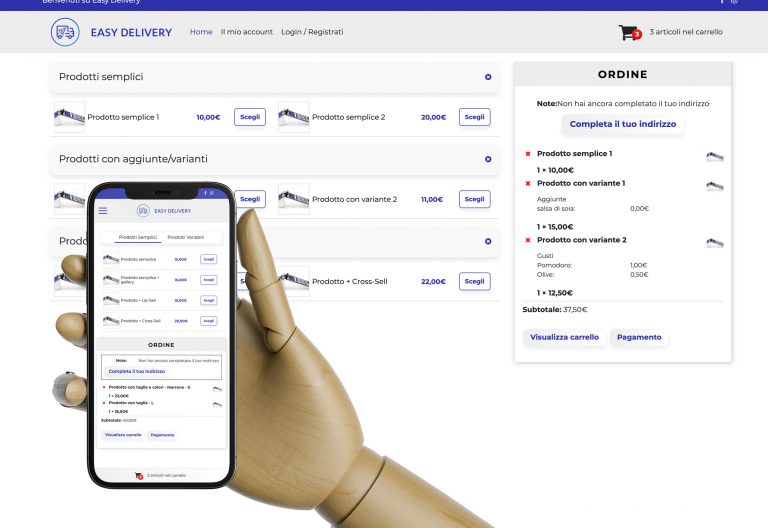 Benvenuti su Easy Delivery
EASY DELIVERY
Home
Il mio account
Login / Registrati
3
3 articoli nel carrello
Prodotti semplici
Prodotto semplice 1
10,00€
Scegli
Prodotto semplice 2
20,00€
Scegli
Prodotti con aggiunte/varianti
Scegli
Prodotto con variante 2
11,00€
Scegli
Prodo
Sc
Prodotto + Cross-Sell
22,00€
Scegli
ORDINE
Note:Non hai ancora completato il tuo indirizzo
Completa il tuo indirizzo
Prodotto semplice 1
1 × 10,00€
Prodotto con variante 1
Aggiunte
salsa di soia: 0,00€
1 × 15,00€
Prodotto con variante 2
Gusti
Pomodoro: 1,00€
Olive: 0,50€
1 × 12,50€
Subtotale: 37,50€
Visualizza carrello
Pagamento
EASY DELIVERY
Prodotti Semplici
Prodotti Variabili
Prodotto semplice
10,00€
Scegli
Prodotto semplice +
gallery
Scegli
Prodotto + Up-Sell
Scegli
Prodotto + Cross-Sell
20,00€
Scegli
ORDINE
Note: Non hai ancora completato il tuo indirizzo
Completa il tuo indirizzo
Prodotto con taglie e colori - Marrone - S
1 × 22,00€
Prodotto con taglie - L
1 × 18,00€
Subtotale: 40,00€
Visualizza carrello
Pagamento
2 articoli nel carrello